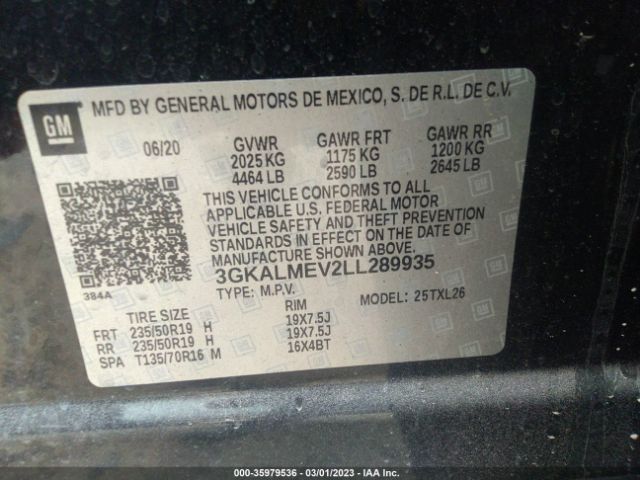 GM
MFD BY GENERAL MOTORS DE MEXICO, S. DE R.L. DE C.V.
06/20 GVWR GAWR FRT GAWR RR
2025 KG 1175 KG 1200 KG
4464 LB 2590 LB 2645 LB
THIS VEHICLE CONFORMS TO ALL
APPLICABLE U.S. FEDERAL MOTOR
VEHICLE SAFETY AND THEFT PREVENTION
STANDARDS IN EFFECT ON THE DATE OF
MANUFACTURE SHOWN ABOVE.
3GKALMEV2LL289935
384A
TYPE: M.P.V. MODEL: 25TXL26
TIRE SIZE RIM
FRT 235/50R19 H 19X7.5J
RR 235/50R19 H 19X7.5J
SPA T135/70R16 M 16X4BT
000-35979536 - 03/01/2023 - IAA Inc.